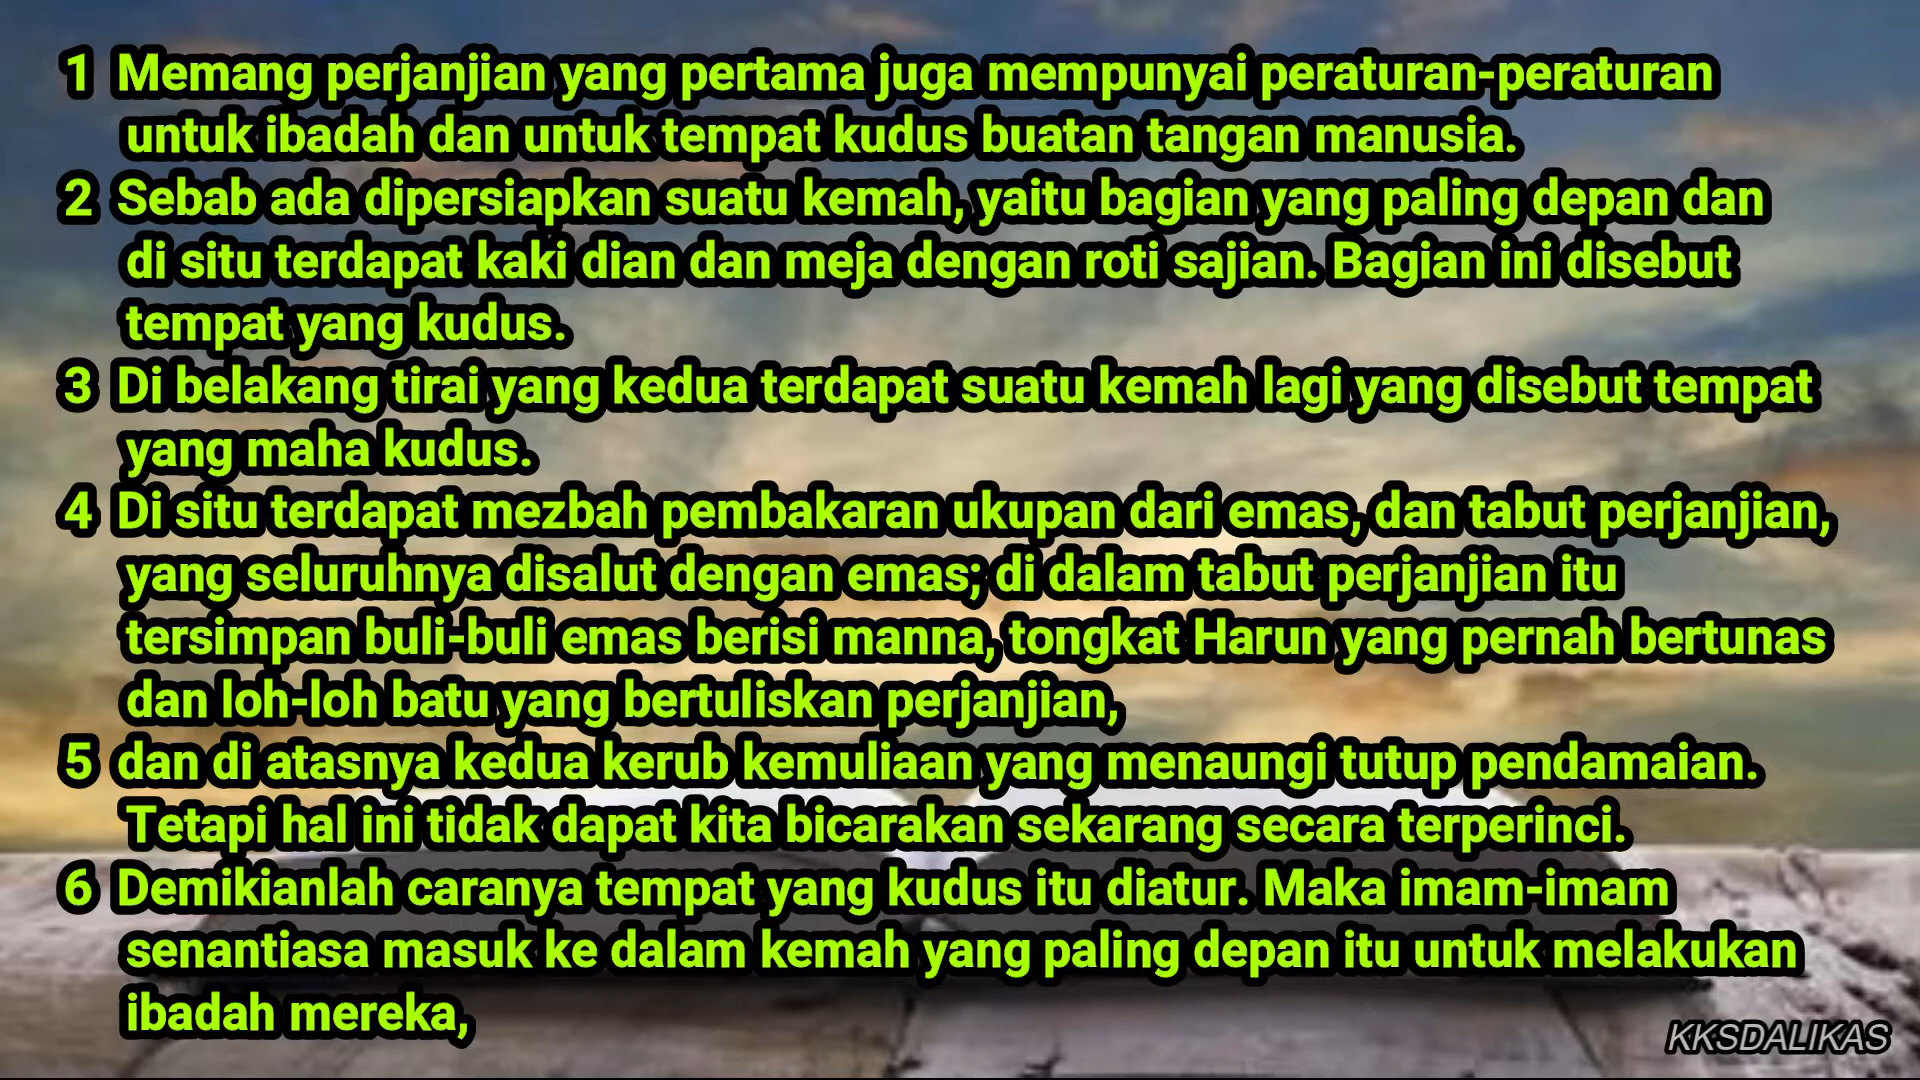 1 Memang perjanjian yang pertama juga mempunyai peraturan-peraturan
untuk ibadah dan untuk tempat kudus buatan tangan manusia.
2 Sebab ada dipersiapkan suatu kemah, yaitu bagian yang paling depan dan
di situ terdapat kaki dian dan meja dengan roti sajian. Bagian ini disebut
tempat yang kudus.
3 Di belakang tirai yang kedua terdapat suatu kemah lagi yang disebut tempat
yang maha kudus.
4 Di situ terdapat mezbah pembakaran ukupan dari emas, dan tabut perjanjian,
yang seluruhnya disalut dengan emas; di dalam tabut perjanjian itu
tersimpan buli-buli emas berisi manna, tongkat Harun yang pernah bertunas
dan loh-loh batu yang bertuliskan perjanjian,
5 dan di atasnya kedua kerub kemuliaan yang menaungi tutup pendamaian.
Tetapi hal ini tidak dapat kita bicarakan sekarang secara terperinci.
6 Demikianlah caranya tempat yang kudus itu diatur. Maka imam-imam
senantiasa masuk ke dalam kemah yang paling depan itu untuk melakukan
ibadah mereka,
KKSDALIKAS